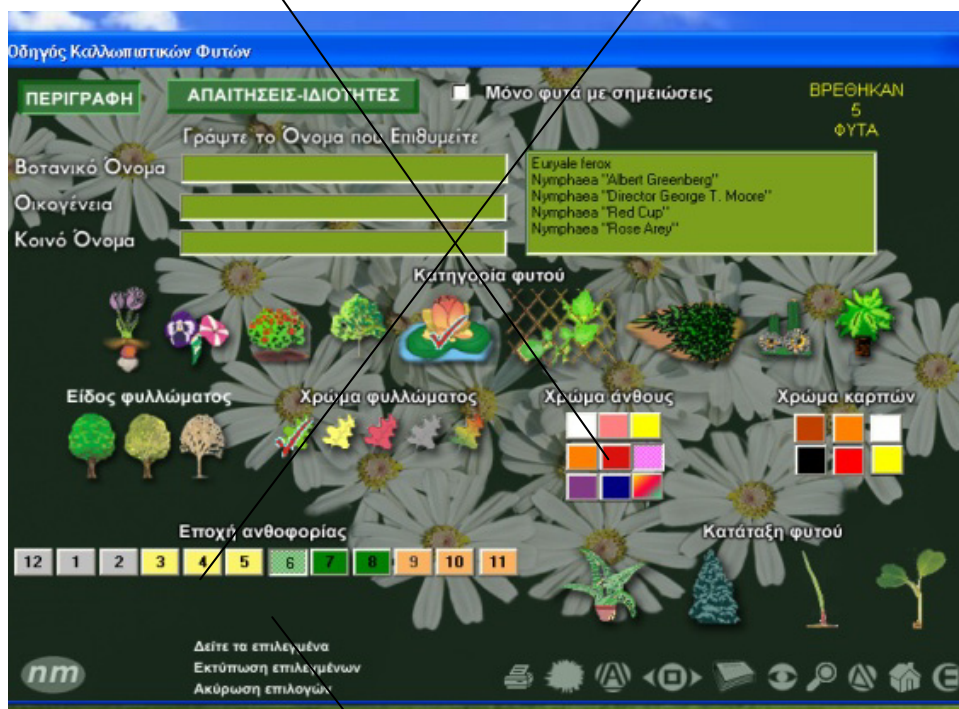 Οδηγός Καλλωπιστικών Φυτών
ΠΕΡΙΓΡΑΦΗ
ΑΠΑΙΤΗΣΕΙΣ-ΙΔΙΟΤΗΤΕΣ
Μόνο φυτά με σημειώσεις
ΒΡΕΘΗΚΑΝ
5
ΦΥΤΑ
Γράψτε το Όνομα που Επιθυμείτε
Βοτανικό Όνομα
Οικογένεια
Κοινό Όνομα
Euryale ferox
Nymphaea "Albert Greenberg"
Nymphaea "Director George T. Moore"
Nymphaea "Red Cup"
Nymphaea "Rose Arey"
Κατηγορία φυτού
Είδος φυλλώματος
Χρώμα φυλλώματος
Χρώμα άνθους
Χρώμα καρπών
Εποχή ανθοφορίας
Κατάταξη φυτού
12 1 2 3 4 5 6 7 8 9 10 11
Δείτε τα επιλεγμένα
Εκτύπωση επιλεγμένων
Ακύρωση επιλογών
nm